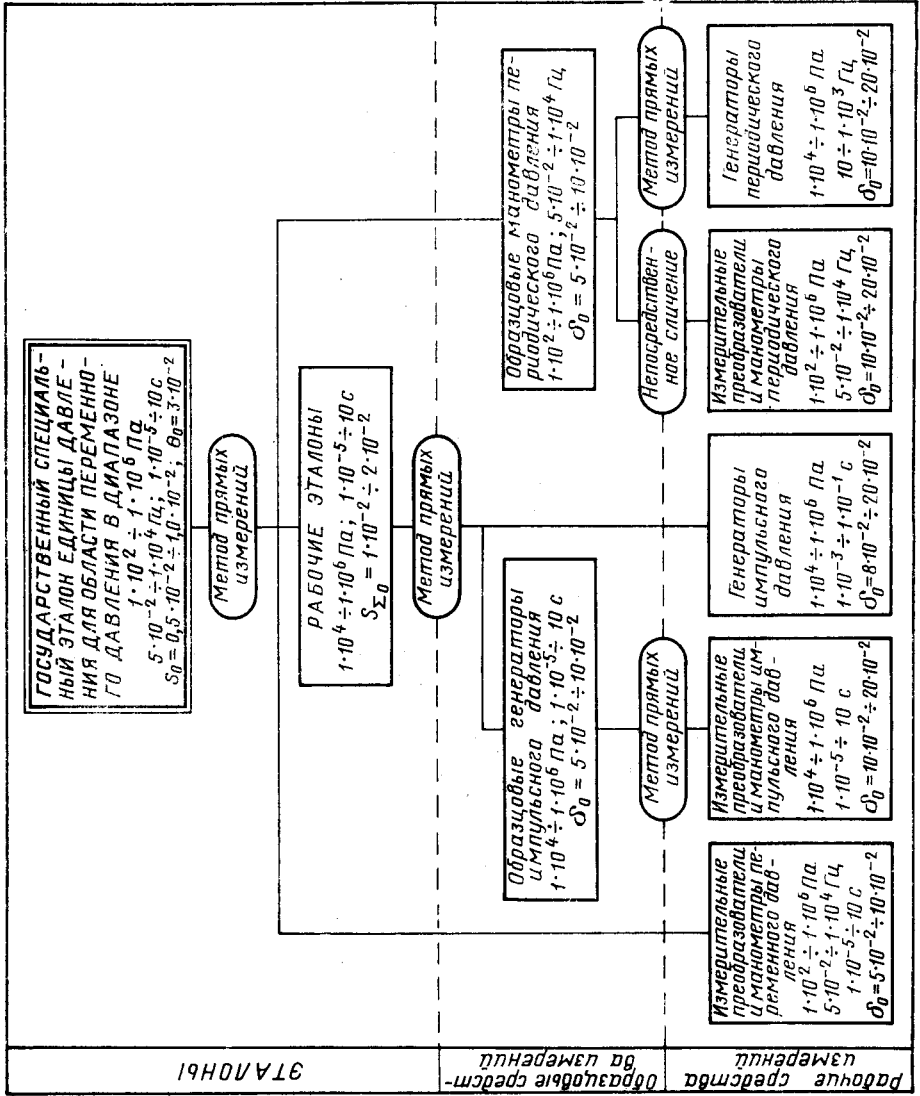 ЭТАЛОНЫ
Образцовые средст-
ва измерений
Рабочие средства
измерений
ГОСУДАРСТВЕННЫЙ СПЕЦИАЛЬ-
НЫЙ ЭТАЛОН ЕДИНИЦЫ ДАВЛЕ-
НИЯ ДЛЯ ОБЛАСТИ ПЕРЕМЕННО-
ГО ДАВЛЕНИЯ В ДИАПАЗОНЕ
1·10² ÷ 1·10⁶ Па
5·10⁻² ÷ 1·10⁴ Гц; 1·10⁻⁵ ÷ 10 с
S₀ = 0,5·10⁻² ÷ 1,0·10⁻²; θ₀ = 3·10⁻²
Метод прямых
измерений
РАБОЧИЕ ЭТАЛОНЫ
1·10⁴ ÷ 1·10⁶ Па; 1·10⁻⁵ ÷ 10 с
S_Σ₀ = 1·10⁻² ÷ 2·10⁻²
Метод прямых
измерений
Образцовые генераторы
импульсного давления
1·10⁴ ÷ 1·10⁶ Па; 1·10⁻⁵ ÷ 10 с
δ₀ = 5·10⁻² ÷ 10·10⁻²
Образцовые манометры пе-
риодического давления
1·10² ÷ 1·10⁶ Па; 5·10⁻² ÷ 1·10⁴ Гц
δ₀ = 5·10⁻² ÷ 10·10⁻²
Метод прямых
измерений
Непосредствен-
ное сличение
Метод прямых
измерений
Измерительные
преобразователи
и манометры пе-
ременного дав-
ления
1·10² ÷ 1·10⁶ Па
5·10⁻² ÷ 1·10⁴ Гц
1·10⁻⁵ ÷ 10 с
δ₀ = 5·10⁻² ÷ 10·10⁻²
Измерительные
преобразователи
и манометры им-
пульсного дав-
ления
1·10⁴ ÷ 1·10⁶ Па
1·10⁻⁵ ÷ 10 с
δ₀ = 10·10⁻² ÷ 20·10⁻²
Генераторы
импульсного
давления
1·10⁴ ÷ 1·10⁶ Па
1·10⁻³ ÷ 1·10⁻¹ с
δ₀ = 8·10⁻² ÷ 20·10⁻²
Измерительные
преобразователи
и манометры
периодического
давления
1·10² ÷ 1·10⁶ Па
5·10⁻² ÷ 1·10⁴ Гц
δ₀ = 10·10⁻² ÷ 20·10⁻²
Генераторы
периодического
давления
1·10⁴ ÷ 1·10⁶ Па
10 ÷ 1·10³ Гц
δ₀ = 10·10⁻² ÷ 20·10⁻²